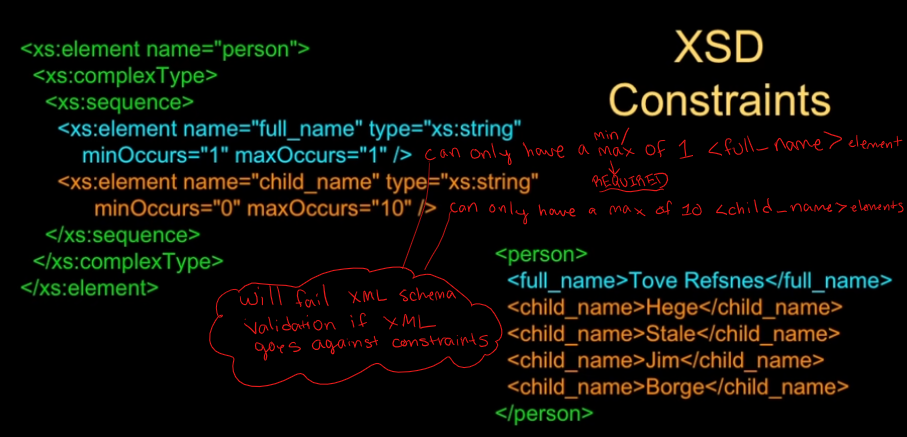 XSD
Constraints
<xs:element name="person">
<xs:complexType>
<xs:sequence>
<xs:element name="full_name" type="xs:string"
minOccurs="1" maxOccurs="1" />
min/
can only have a max of 1 <full_name> element
REQUIRED
<xs:element name="child_name" type="xs:string"
minOccurs="0" maxOccurs="10" />
can only have a max of 10 <child_name> elements
</xs:sequence>
</xs:complexType>
</xs:element>
will fail XML schema
validation if XML
goes against constraints
<person>
<full_name>Tove Refsnes</full_name>
<child_name>Hege</child_name>
<child_name>Stale</child_name>
<child_name>Jim</child_name>
<child_name>Borge</child_name>
</person>